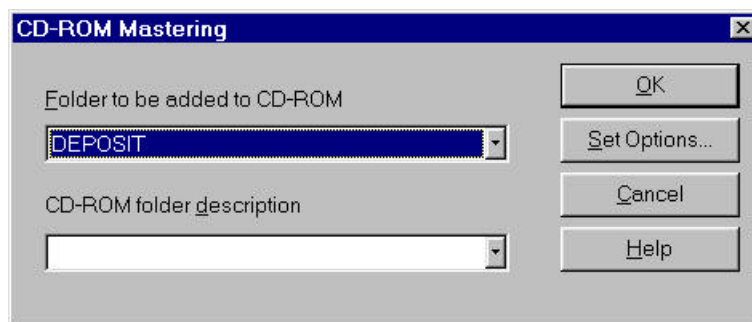 CD-ROM Mastering
Folder to be added to CD-ROM
DEPOSIT
CD-ROM folder description
OK
Set Options...
Cancel
Help